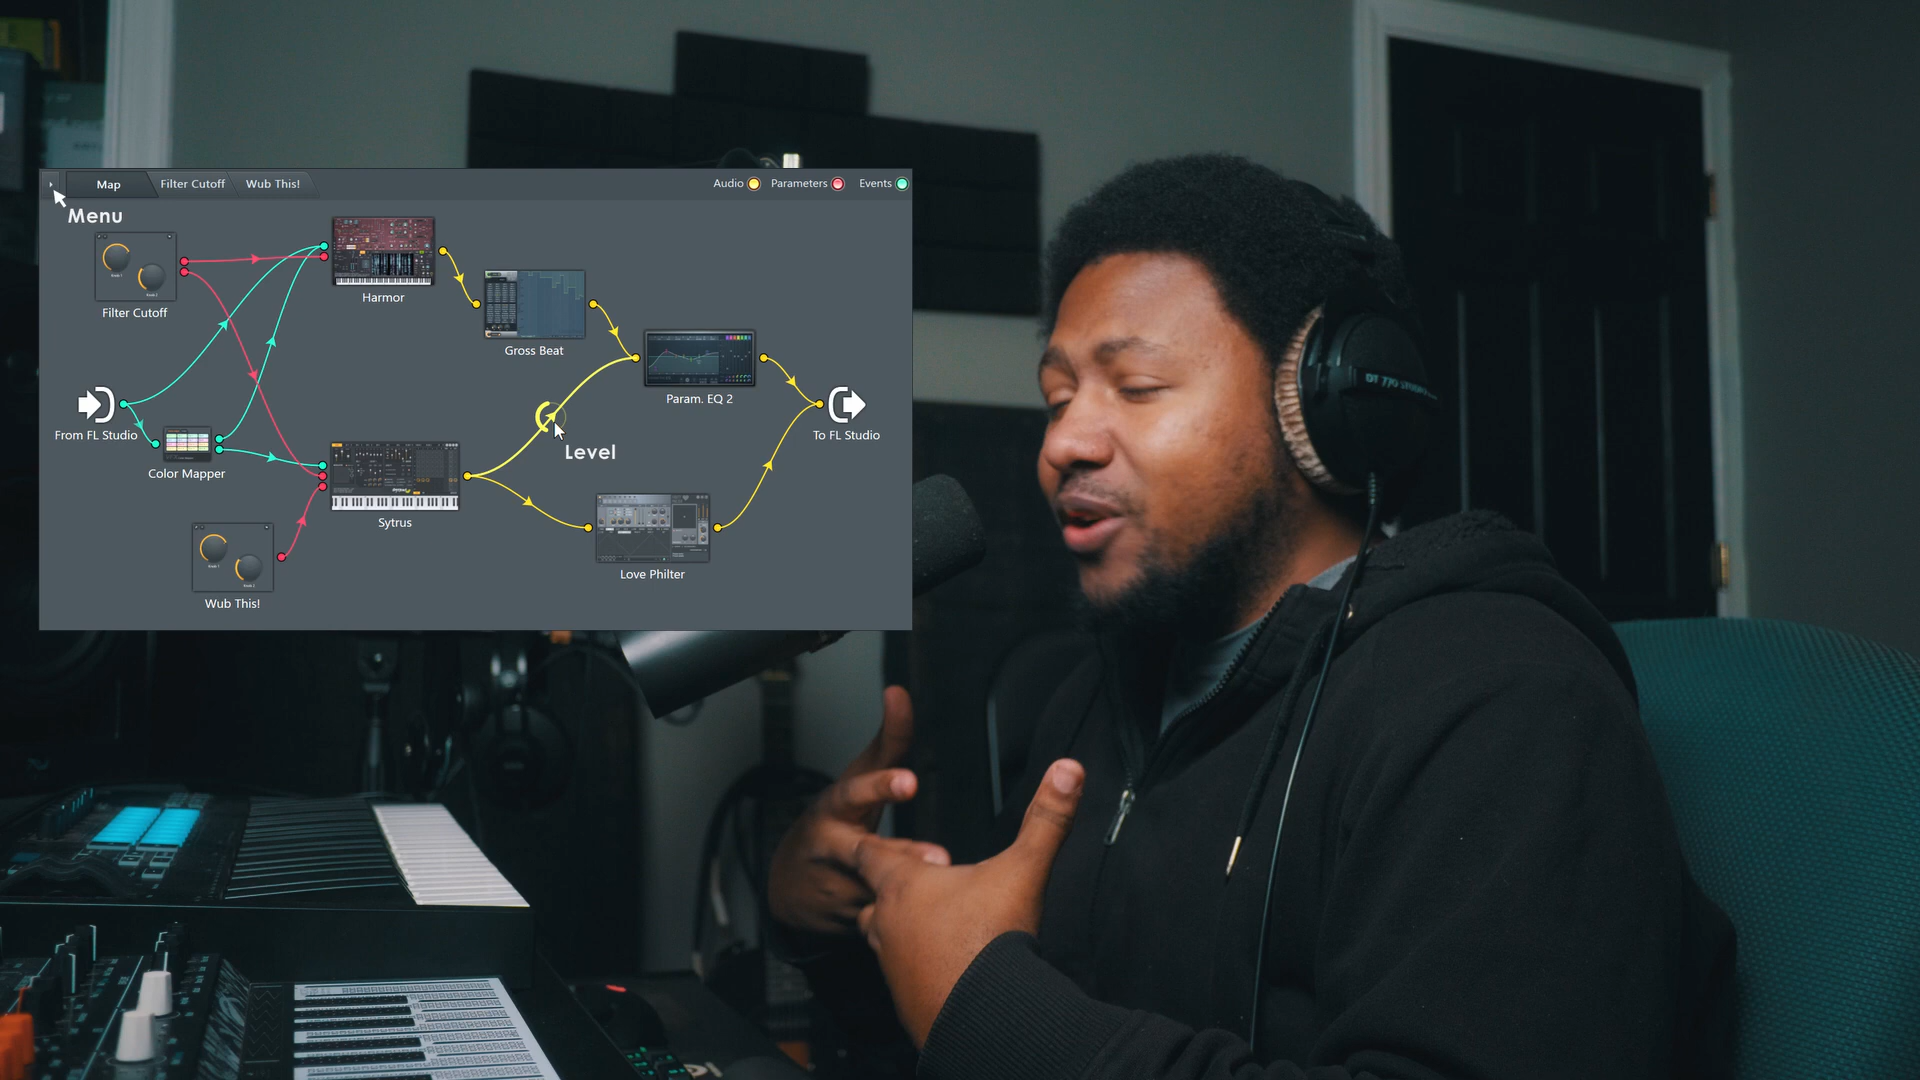 Map
Filter Cutoff
Wub This!
Audio
Parameters
Events
Menu
Filter Cutoff
Harmor
Gross Beat
Param. EQ 2
From FL Studio
To FL Studio
Level
Color Mapper
Sytrus
Love Philter
Wub This!